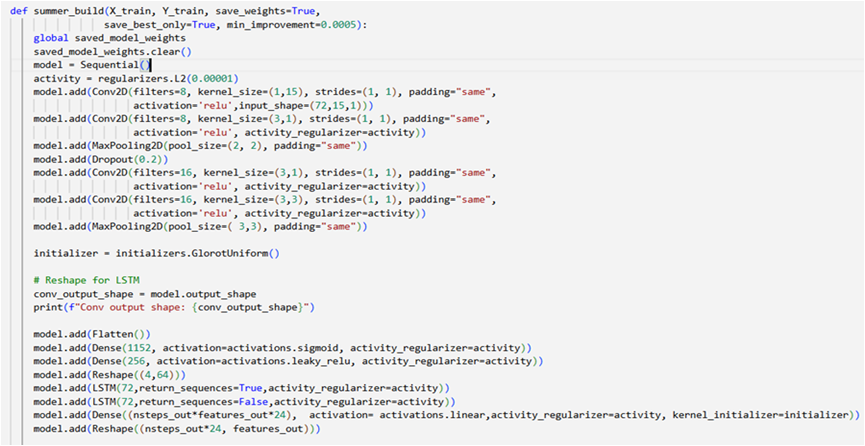 def summer_build(X_train, Y_train, save_weights=True,
save_best_only=True, min_improvement=0.0005):
global saved_model_weights
saved_model_weights.clear()
model = Sequential()
activity = regularizers.L2(0.00001)
model.add(Conv2D(filters=8, kernel_size=(1,15), strides=(1, 1), padding="same",
activation='relu',input_shape=(72,15,1)))
model.add(Conv2D(filters=8, kernel_size=(3,1), strides=(1, 1), padding="same",
activation='relu', activity_regularizer=activity))
model.add(MaxPooling2D(pool_size=(2, 2), padding="same"))
model.add(Dropout(0.2))
model.add(Conv2D(filters=16, kernel_size=(3,1), strides=(1, 1), padding="same",
activation='relu', activity_regularizer=activity))
model.add(Conv2D(filters=16, kernel_size=(3,3), strides=(1, 1), padding="same",
activation='relu', activity_regularizer=activity))
model.add(MaxPooling2D(pool_size=( 3,3), padding="same"))
initializer = initializers.GlorotUniform()
# Reshape for LSTM
conv_output_shape = model.output_shape
print(f"Conv output shape: {conv_output_shape}")
model.add(Flatten())
model.add(Dense(1152, activation=activations.sigmoid, activity_regularizer=activity))
model.add(Dense(256, activation=activations.leaky_relu, activity_regularizer=activity))
model.add(Reshape((4,64)))
model.add(LSTM(72,return_sequences=True,activity_regularizer=activity))
model.add(LSTM(72,return_sequences=False,activity_regularizer=activity))
model.add(Dense((nsteps_out*features_out*24),  activation= activations.linear,activity_regularizer=activity, kernel_initializer=initializer))
model.add(Reshape((nsteps_out*24, features_out)))